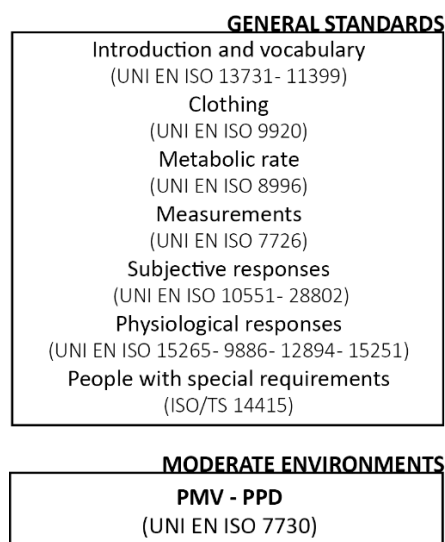 GENERAL STANDARDS
Introduction and vocabulary
(UNI EN ISO 13731- 11399)
Clothing
(UNI EN ISO 9920)
Metabolic rate
(UNI EN ISO 8996)
Measurements
(UNI EN ISO 7726)
Subjective responses
(UNI EN ISO 10551- 28802)
Physiological responses
(UNI EN ISO 15265- 9886- 12894- 15251)
People with special requirements
(ISO/TS 14415)
MODERATE ENVIRONMENTS
PMV - PPD
(UNI EN ISO 7730)